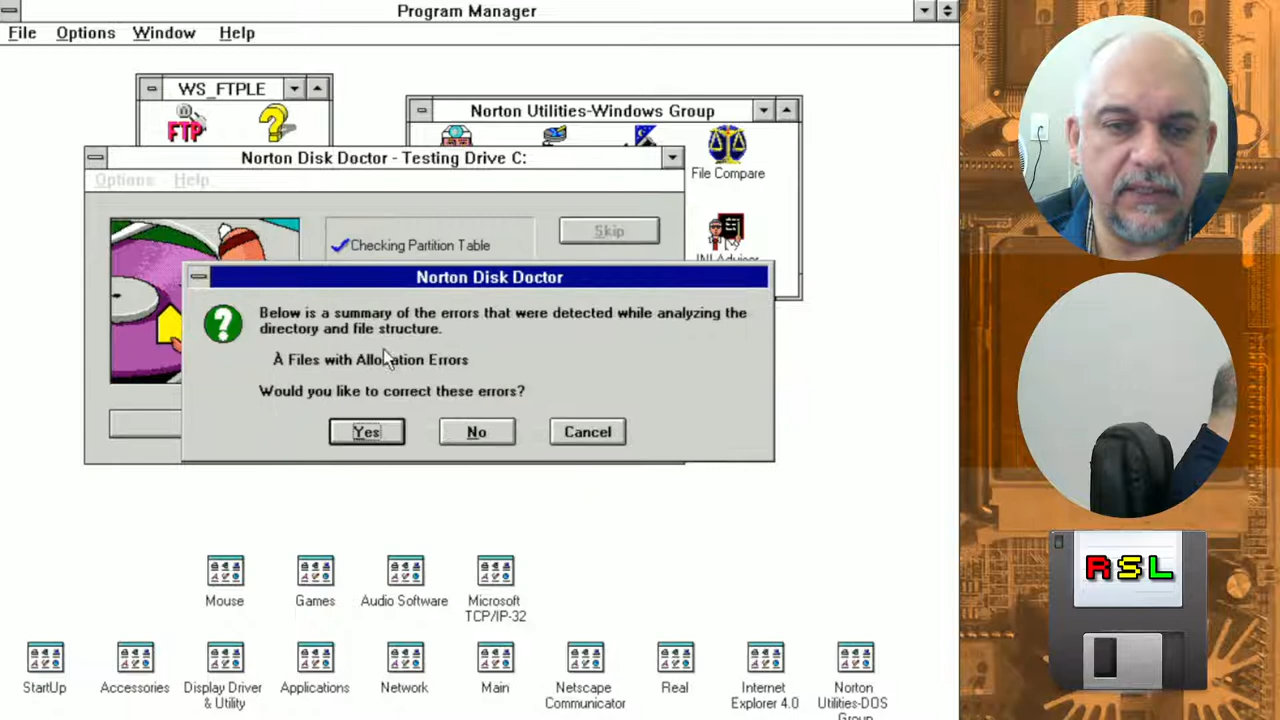 Program Manager
File Options Window Help
WS_FTPLE
FTP
Norton Utilities-Windows Group
File Compare
Norton Disk Doctor - Testing Drive C:
Options Help
Checking Partition Table
Skip
INI Advisor
Norton Disk Doctor
Below is a summary of the errors that were detected while analyzing the
directory and file structure.
À Files with Allocation Errors
Would you like to correct these errors?
Yes No Cancel
Mouse
Games
Audio Software
Microsoft
TCP/IP-32
StartUp
Accessories
Display Driver
& Utility
Applications
Network
Main
Netscape
Communicator
Real
Internet
Explorer 4.0
Norton
Utilities-DOS
Group
RSL